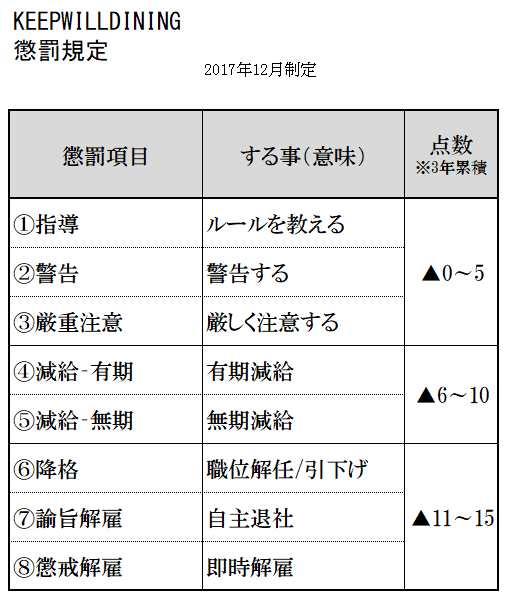 KEEPWILLDINING
懲罰規定
2017年12月制定
懲罰項目 する事（意味） 点数
※3年累積
①指導 ルールを教える
②警告 警告する ▲0～5
③厳重注意 厳しく注意する
④減給‐有期 有期減給
▲6～10
⑤減給‐無期 無期減給
⑥降格 職位解任/引下げ
⑦諭旨解雇 自主退社 ▲11～15
⑧懲戒解雇 即時解雇